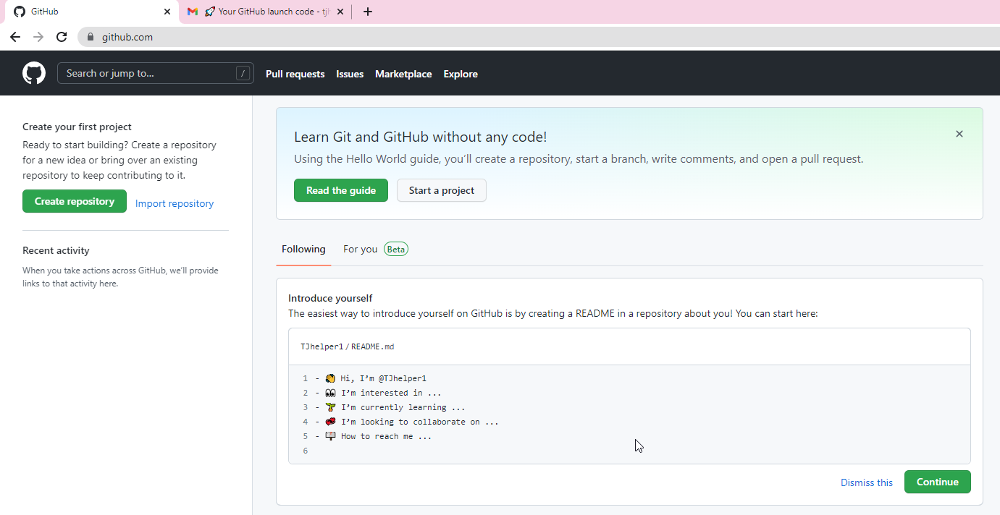 GitHub
Your GitHub launch code - tjh
github.com
Search or jump to...
/
Pull requests
Issues
Marketplace
Explore
Create your first project
Ready to start building? Create a repository
for a new idea or bring over an existing
repository to keep contributing to it.
Create repository
Import repository
Recent activity
When you take actions across GitHub, we'll provide
links to that activity here.
Learn Git and GitHub without any code!
Using the Hello World guide, you'll create a repository, start a branch, write comments, and open a pull request.
Read the guide
Start a project
Following
For you
Beta
Introduce yourself
The easiest way to introduce yourself on GitHub is by creating a README in a repository about you! You can start here:
TJhelper1/README.md
1 - 👋 Hi, I'm @TJhelper1
2 - 👀 I'm interested in ...
3 - 🌱 I'm currently learning ...
4 - 💞️ I'm looking to collaborate on ...
5 - 📫 How to reach me ...
6
Dismiss this
Continue